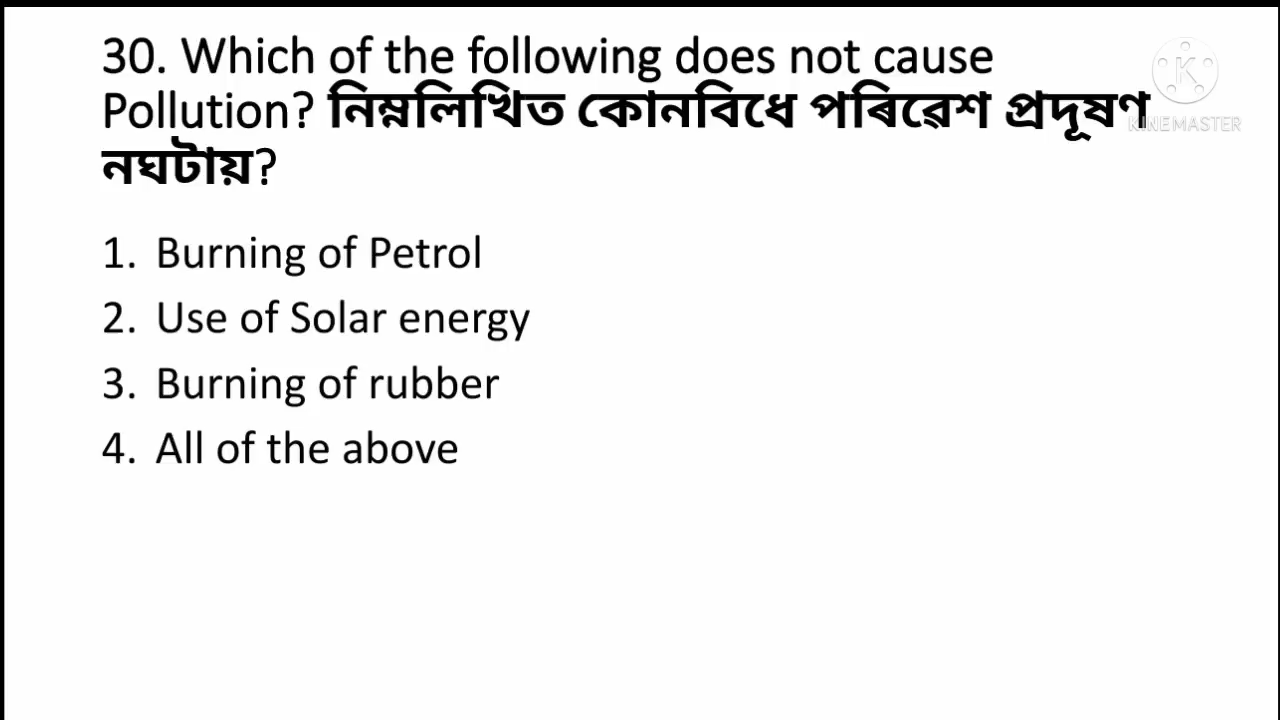 30. Which of the following does not cause
Pollution? নিম্নলিখিত কোনবিধে পৰিৱেশ প্ৰদূষণ
নঘটায়?
K
KINEMASTER
1. Burning of Petrol
2. Use of Solar energy
3. Burning of rubber
4. All of the above